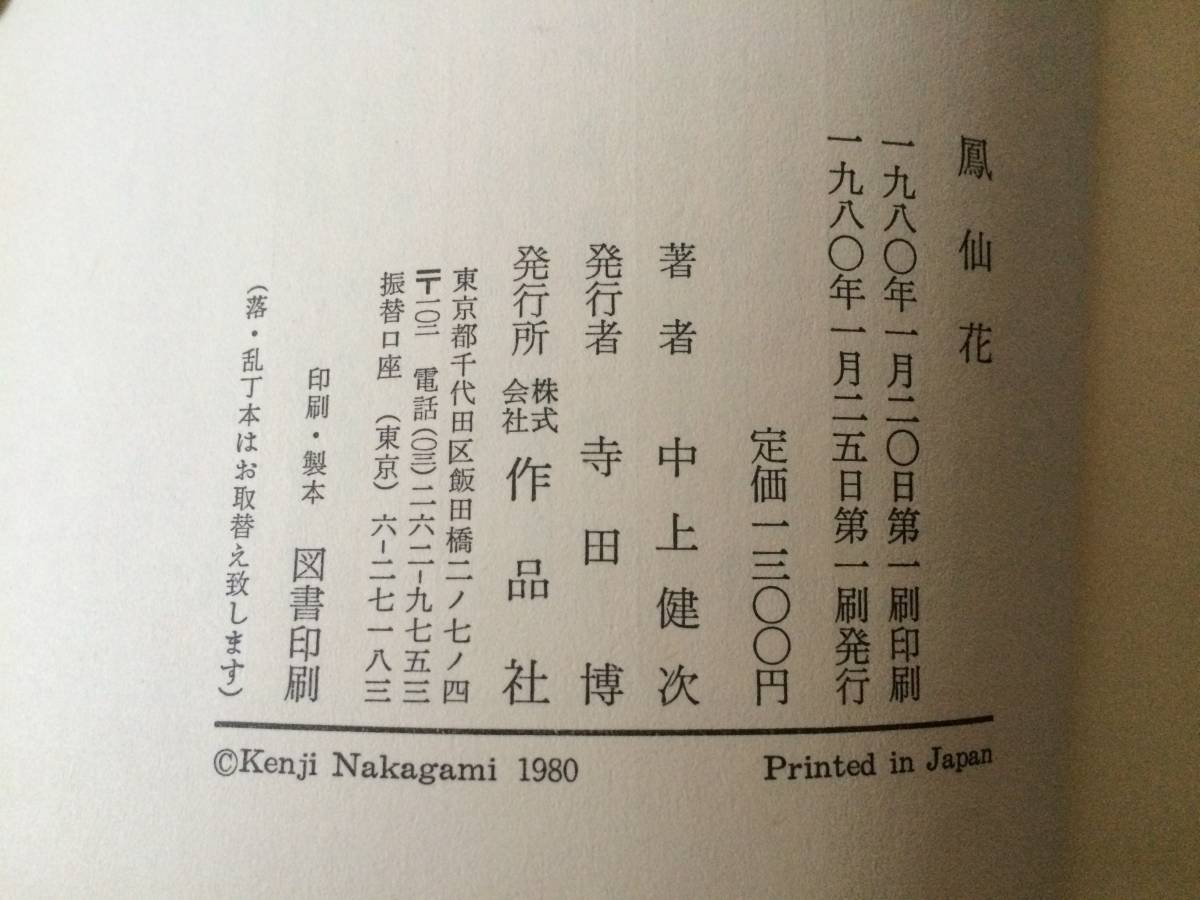 鳳仙花
一九八〇年一月二〇日第一刷印刷
一九八〇年一月二五日第一刷発行
定価一三〇〇円
著者 中上健次
発行者 寺田博
発行所 株式会社 作品社
東京都千代田区飯田橋二ノ七ノ四
〒一〇二 電話(〇三)二六二-九七五三
振替口座 (東京) 六-二七一八三
印刷・製本 図書印刷
(落・乱丁本はお取替え致します)
©Kenji Nakagami 1980
Printed in Japan